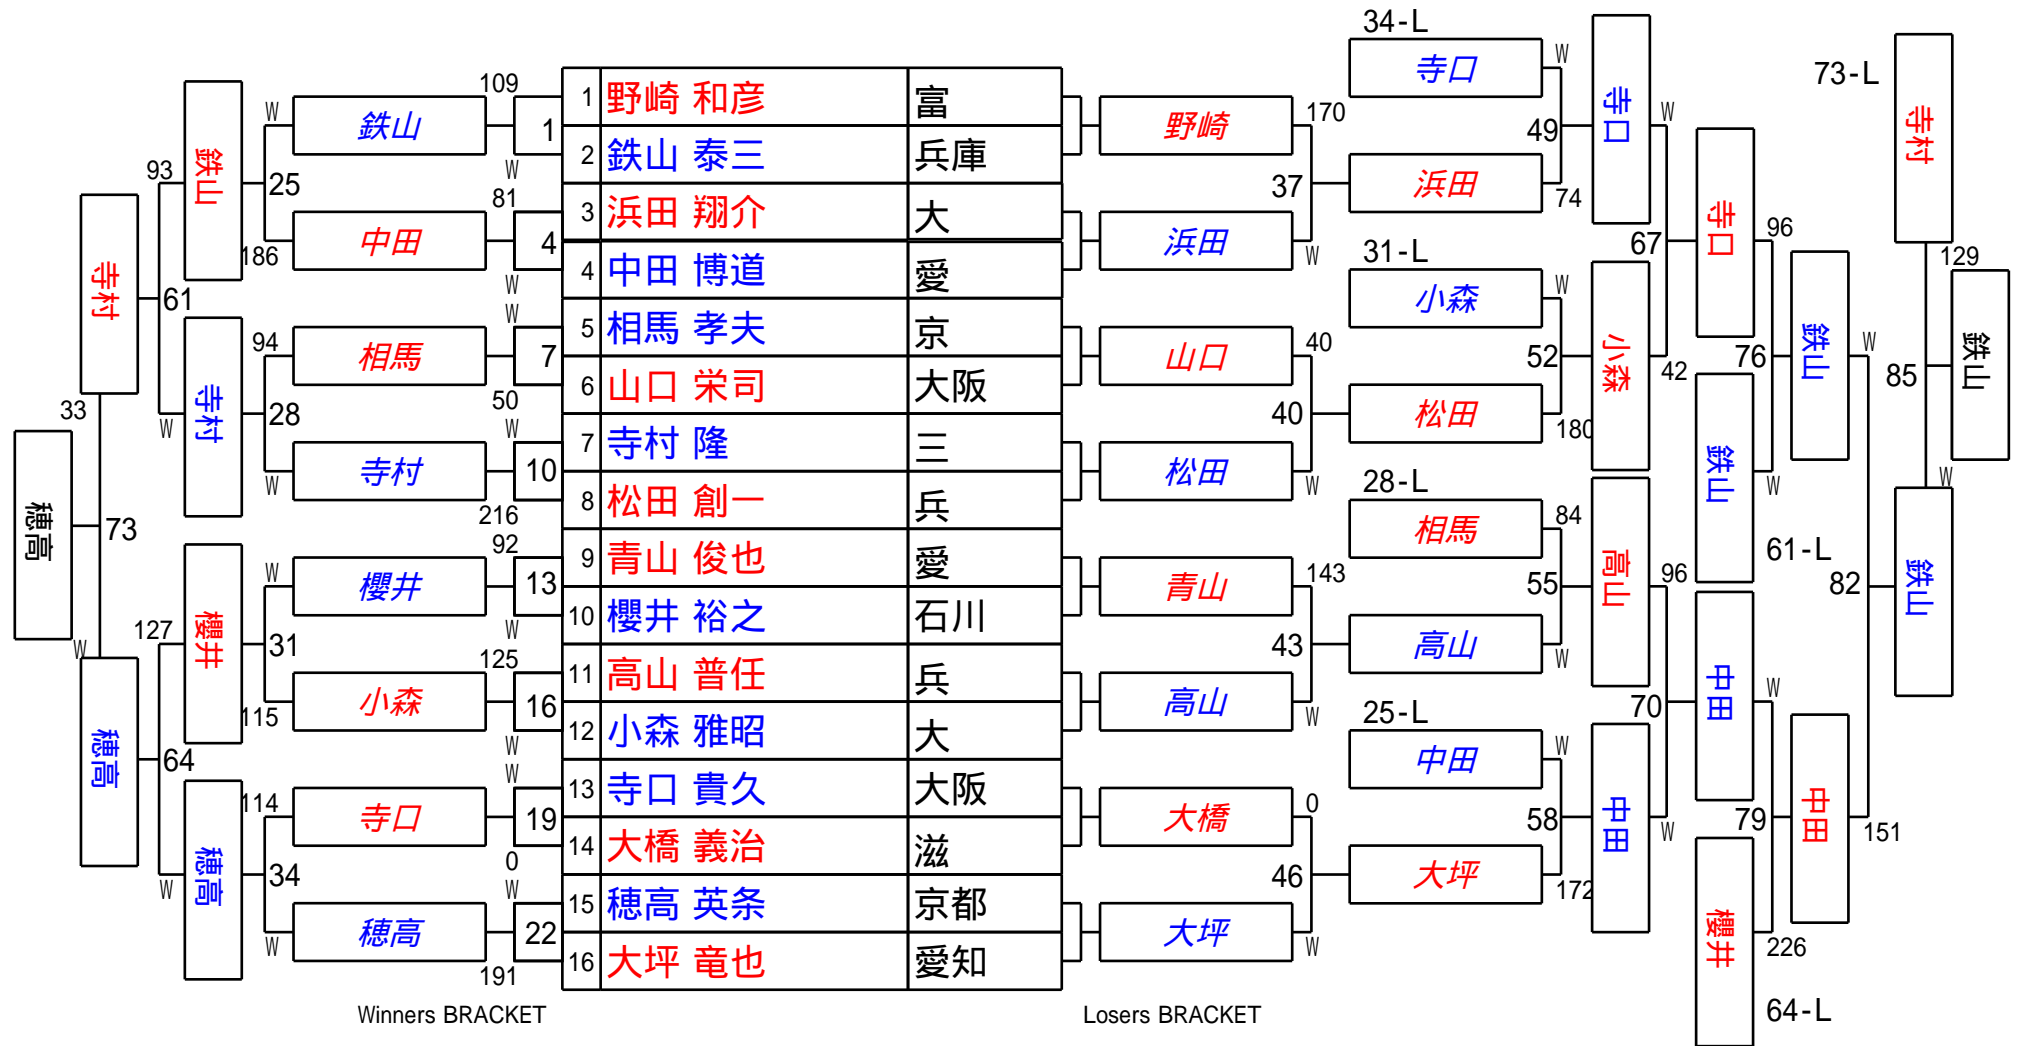 34-L
寺口
W
73-L
寺村
109
1 野崎 和彦 富
鉄山
W
1
野崎
170
寺口
W
49
2 鉄山 泰三 兵庫
W
鉄山
93
25
81
3 浜田 翔介 大
37
浜田
74
寺口
96
中田
186
4
浜田
W
67
4 中田 博道 愛
W
31-L
小森
W
129
寺村
61
W
5 相馬 孝夫 京
相馬
94
7
山口
40
52
小森
42
76
鉄山
W
85
鉄山
6 山口 栄司 大阪
50
33
寺村
W
28
W
7 寺村 隆 三
40
松田
180
寺村
W
10
松田
W
鉄山
W
8 松田 創一 兵
216
28-L
相馬
84
W
穂高
73
92
9 青山 俊也 愛
櫻井
W
13
青山
143
55
高山
96
61-L
82
鉄山
10 櫻井 裕之 石川
W
127
櫻井
31
125
11 高山 普任 兵
43
高山
W
小森
115
16
高山
W
70
中田
W
12 小森 雅昭 大
W
25-L
中田
W
W
穂高
64
W
13 寺口 貴久 大阪
寺口
114
19
大橋
0
58
中田
W
79
中田
151
14 大橋 義治 滋
0
W
穂高
34
W
15 穂高 英条 京都
46
大坪
172
穂高
W
22
大坪
W
櫻井
226
16 大坪 竜也 愛知
191
64-L
Winners BRACKET
Losers BRACKET